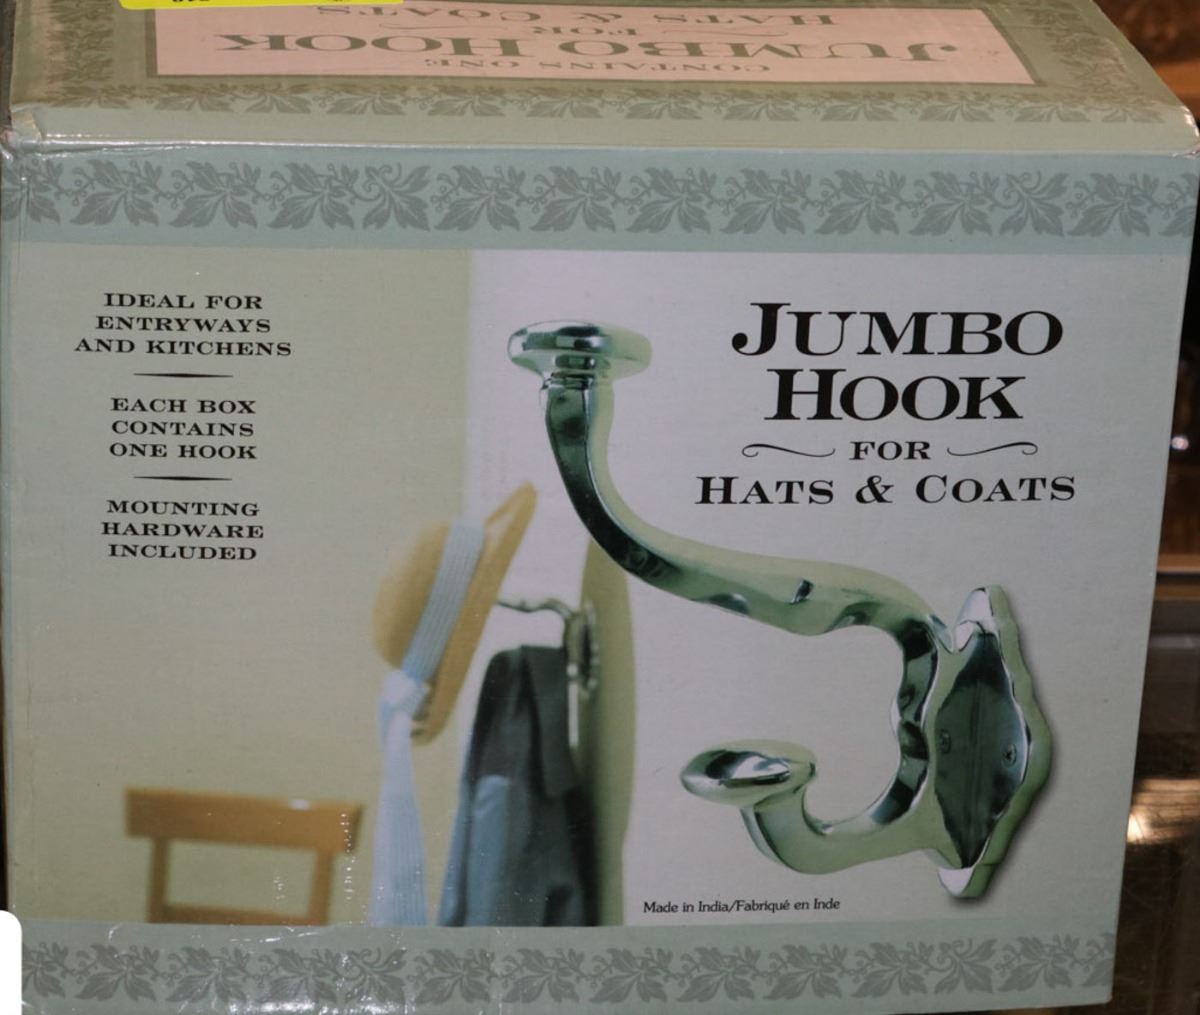 HATS & COATS
FOR
JUMBO HOOK
CONTAINS ONE
IDEAL FOR
ENTRYWAYS
AND KITCHENS
EACH BOX
CONTAINS
ONE HOOK
MOUNTING
HARDWARE
INCLUDED
JUMBO
HOOK
FOR
HATS & COATS
Made in India/Fabriqué en Inde